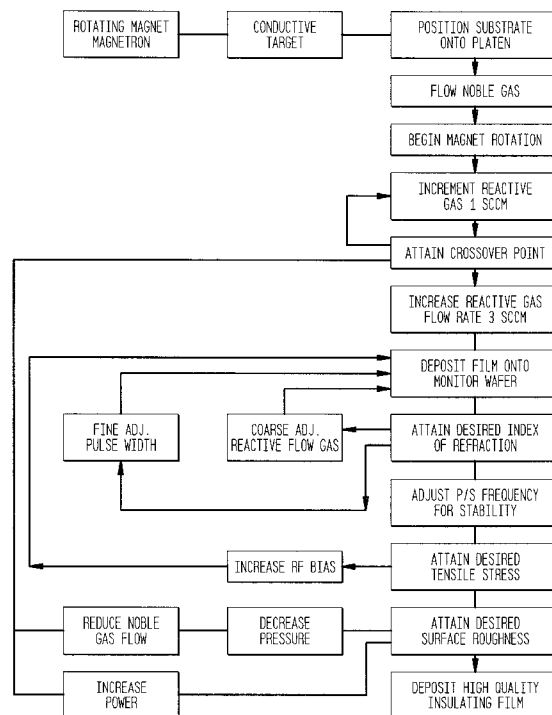 ROTATING MAGNET
MAGNETRON
CONDUCTIVE
TARGET
POSITION SUBSTRATE
ONTO PLATEN
FLOW NOBLE GAS
BEGIN MAGNET ROTATION
INCREMENT REACTIVE
GAS 1 SCCM
ATTAIN CROSSOVER POINT
INCREASE REACTIVE GAS
FLOW RATE 3 SCCM
DEPOSIT FILM ONTO
MONITOR WAFER
FINE ADJ.
PULSE WIDTH
COARSE ADJ.
REACTIVE FLOW GAS
ATTAIN DESIRED INDEX
OF REFRACTION
ADJUST P/S FREQUENCY
FOR STABILITY
INCREASE RF BIAS
ATTAIN DESIRED
TENSILE STRESS
REDUCE NOBLE
GAS FLOW
DECREASE
PRESSURE
ATTAIN DESIRED
SURFACE ROUGHNESS
INCREASE
POWER
DEPOSIT HIGH QUALITY
INSULATING FILM